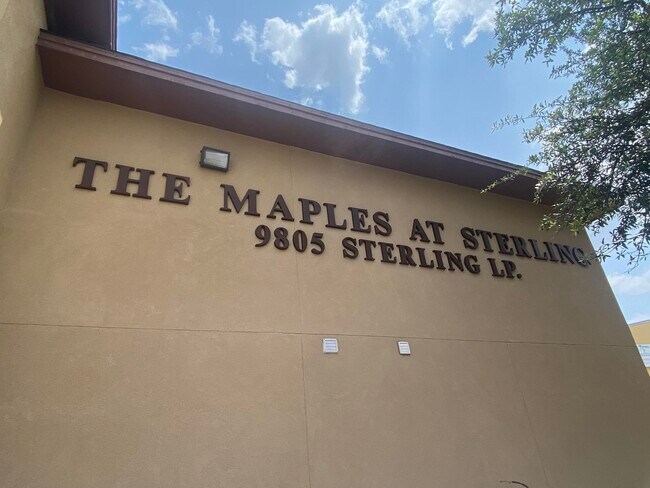 THE MAPLES AT STERLING
9805 STERLING LP.